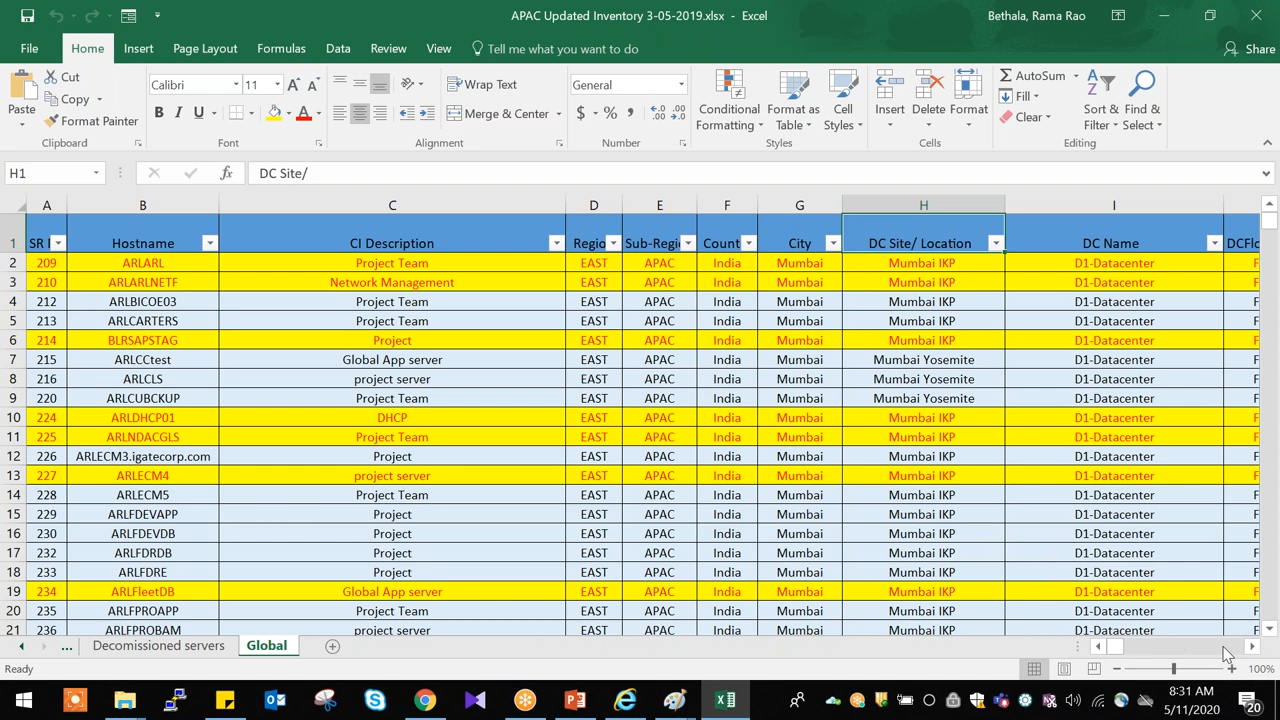 APAC Updated Inventory 3-05-2019.xlsx - Excel Bethala, Rama Rao
File Home Insert Page Layout Formulas Data Review View Tell me what you want to do Share
Paste Cut Copy Format Painter
Clipboard
Calibri 11 A A
B I U A
Font
Wrap Text
Merge & Center
Alignment
General
$ % , .00 .0
Number
Conditional Formatting Format as Table Cell Styles
Styles
Insert Delete Format
Cells
AutoSum Fill Clear
Sort & Filter Find & Select
Editing
H1 fx DC Site/
A B C D E F G H I
1 SR Hostname CI Description Regio Sub-Regi Count City DC Site/ Location DC Name DCFlo
2 209 ARLARL Project Team EAST APAC India Mumbai Mumbai IKP D1-Datacenter F
3 210 ARLARLNETF Network Management EAST APAC India Mumbai Mumbai IKP D1-Datacenter F
4 212 ARLBICOE03 Project Team EAST APAC India Mumbai Mumbai IKP D1-Datacenter F
5 213 ARLCARTERS Project Team EAST APAC India Mumbai Mumbai IKP D1-Datacenter F
6 214 BLRSAPSTAG Project EAST APAC India Mumbai Mumbai IKP D1-Datacenter F
7 215 ARLCCtest Global App server EAST APAC India Mumbai Mumbai Yosemite D1-Datacenter F
8 216 ARLCLS project server EAST APAC India Mumbai Mumbai Yosemite D1-Datacenter F
9 220 ARLCUBCKUP Project EAST APAC India Mumbai Mumbai Yosemite D1-Datacenter F
10 224 ARLDHCP01 DHCP EAST APAC India Mumbai Mumbai IKP D1-Datacenter F
11 225 ARLNDACGLS Project Team EAST APAC India Mumbai Mumbai IKP D1-Datacenter F
12 226 ARLECM3.igatecorp.com Project EAST APAC India Mumbai Mumbai IKP D1-Datacenter F
13 227 ARLECM4 project server EAST APAC India Mumbai Mumbai IKP D1-Datacenter F
14 228 ARLECM5 Project Team EAST APAC India Mumbai Mumbai IKP D1-Datacenter F
15 229 ARLFDEVAPP Project EAST APAC India Mumbai Mumbai IKP D1-Datacenter F
16 230 ARLFDEVDB Project EAST APAC India Mumbai Mumbai IKP D1-Datacenter F
17 232 ARLFDRDB Project EAST APAC India Mumbai Mumbai IKP D1-Datacenter F
18 233 ARLFDRE Project EAST APAC India Mumbai Mumbai IKP D1-Datacenter F
19 234 ARLFleetDB Global App server EAST APAC India Mumbai Mumbai IKP D1-Datacenter F
20 235 ARLFPROAPP Project Team EAST APAC India Mumbai Mumbai IKP D1-Datacenter F
21 236 ARLFPROBAM project server EAST APAC India Mumbai Mumbai IKP D1-Datacenter F
... Decomissioned servers Global
Ready 100%
8:31 AM
5/11/2020
20